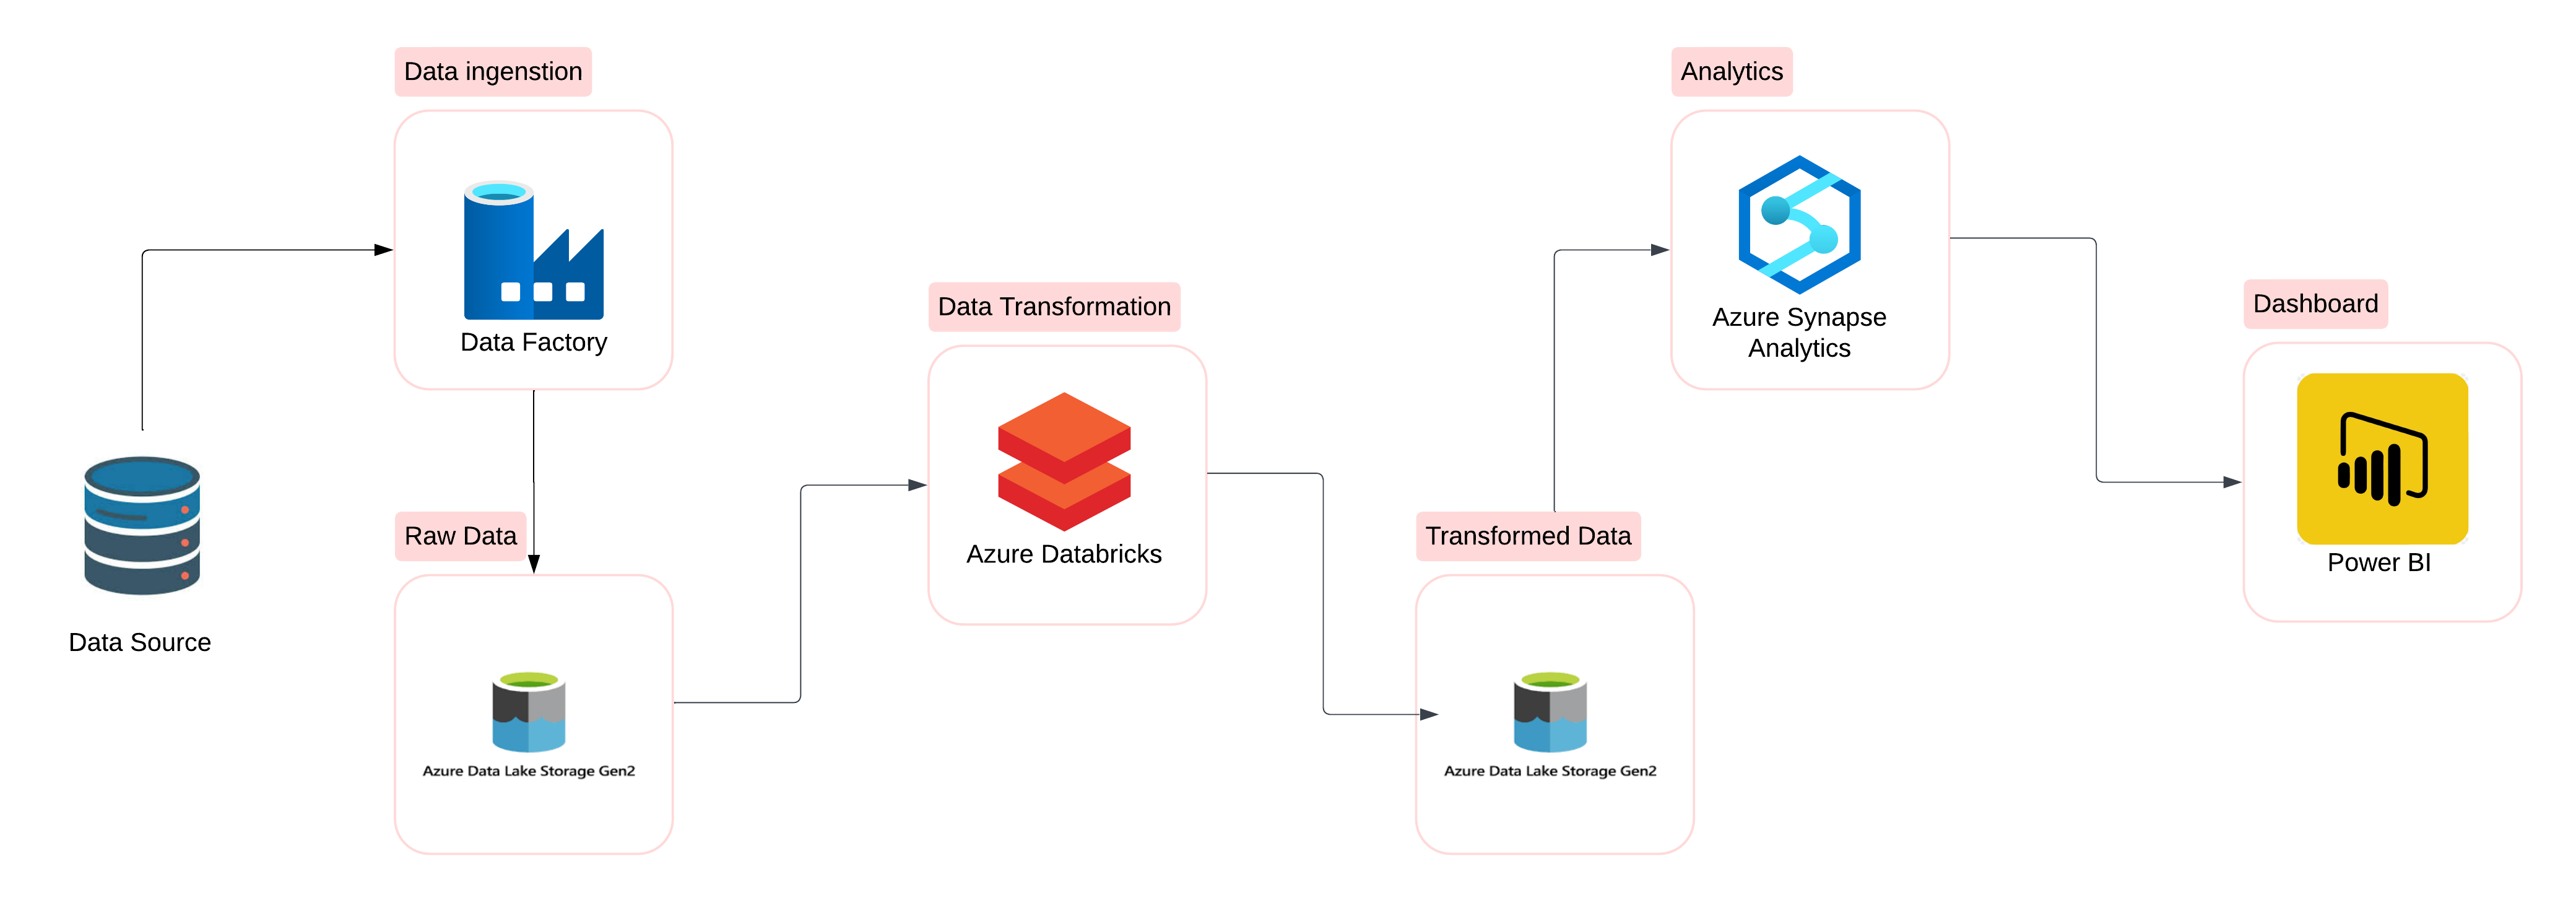 Data ingenstion
Data Factory
Data Source
Raw Data
Azure Data Lake Storage Gen2
Data Transformation
Azure Databricks
Transformed Data
Azure Data Lake Storage Gen2
Analytics
Azure Synapse
Analytics
Dashboard
Power BI